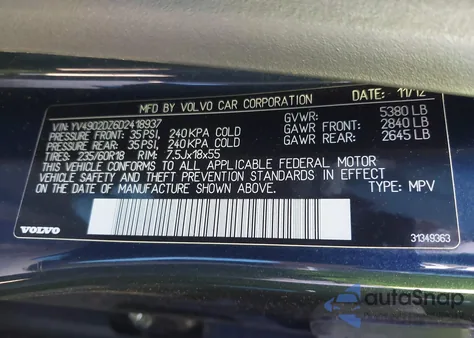 MFD BY VOLVO CAR CORPORATION DATE: 11/12
VIN: YV4902DZ6D2418937 GVWR: 5380 LB
PRESSURE FRONT: 35 PSI, 240 KPA COLD GAWR FRONT: 2840 LB
PRESSURE REAR: 35 PSI, 240 KPA COLD GAWR REAR: 2645 LB
TIRES: 235/60R18 RIM: 7.5Jx18x55
THIS VEHICLE CONFORMS TO ALL APPLICABLE FEDERAL MOTOR
VEHICLE SAFETY AND THEFT PREVENTION STANDARDS IN EFFECT
ON THE DATE OF MANUFACTURE SHOWN ABOVE. TYPE: MPV
VOLVO 31349363
autoSnap